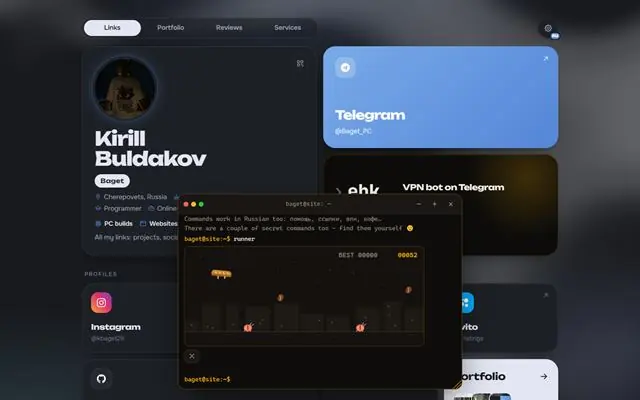 Links
Portfolio
Reviews
Services
Kirill
Buldakov
Baget
Cherepovets, Russia
Programmer
Online
PC builds
Websites
All my links: projects, social
Telegram
@Baget_PC
VPN bot on Telegram
baget@site: ~
Commands work in Russian too: помощь, ссылки, впн, кофе…
There are a couple of secret commands too – find them yourself
baget@site:~$ runner
BEST 00000
00052
baget@site:~$
PROFILES
Instagram
vito
ortfolio